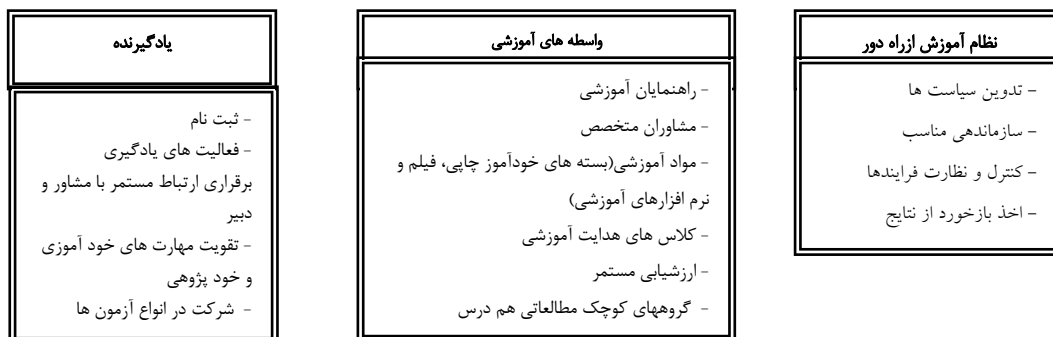 نظام آموزش ازراه دور
- تدوین سیاست ها
- سازماندهی مناسب
- کنترل و نظارت فرایندها
- اخذ بازخورد از نتایج
واسطه های آموزشی
- راهنمایان آموزشی
- مشاوران متخصص
- مواد آموزشی(بسته های خودآموز چاپی، فیلم و
نرم افزارهای آموزشی)
- کلاس های هدایت آموزشی
- ارزشیابی مستمر
- گروههای کوچک مطالعاتی هم درس
یادگیرنده
- ثبت نام
- فعالیت های یادگیری
برقراری ارتباط مستمر با مشاور و
دبیر
- تقویت مهارت های خود آموزی
و خود پژوهی
- شرکت در انواع آزمون ها